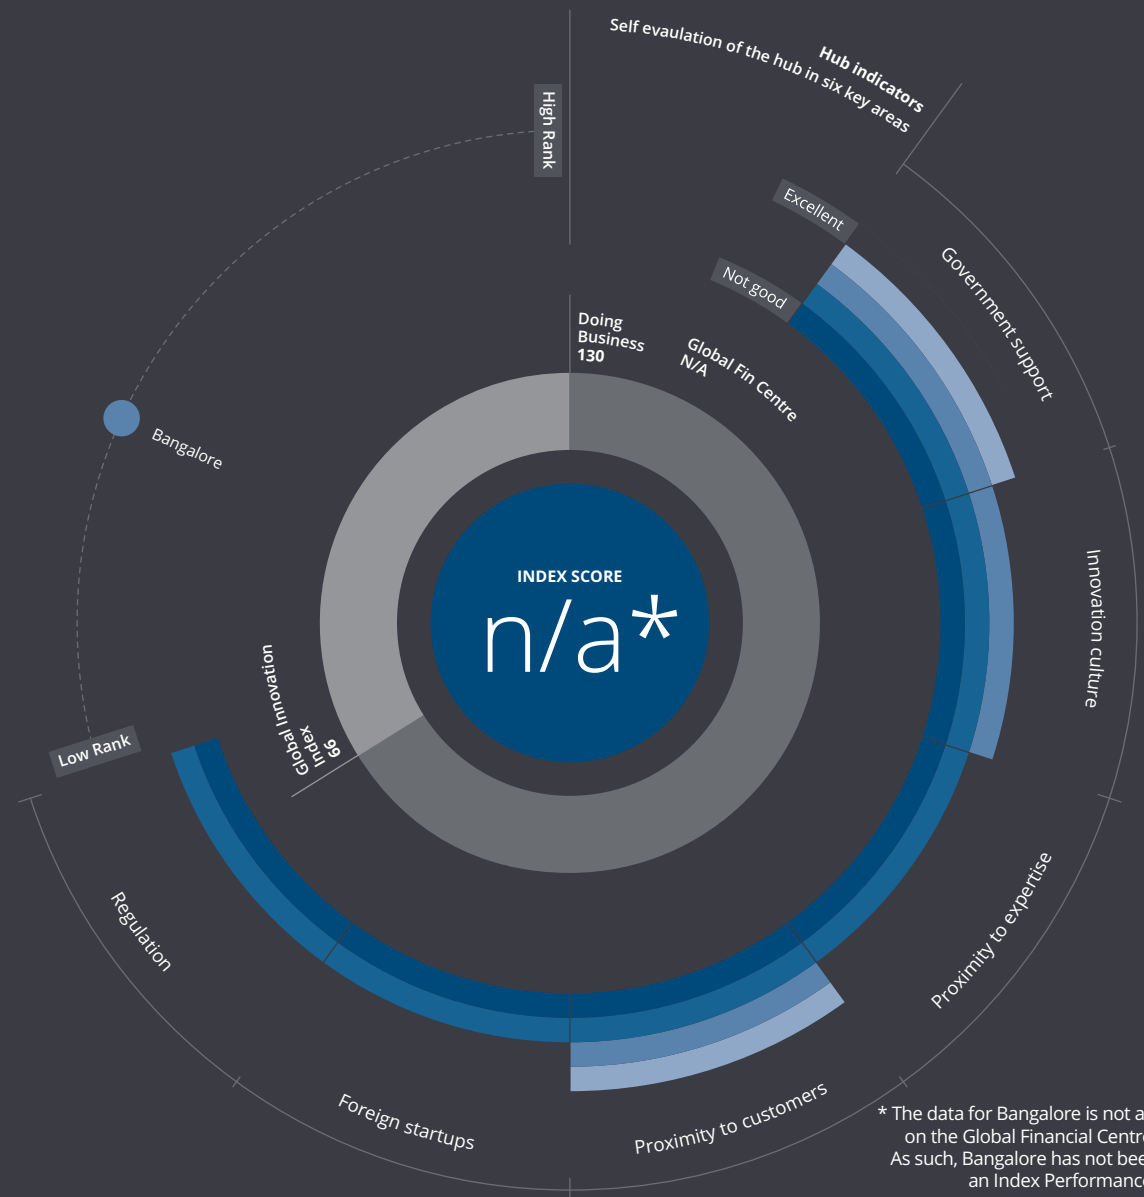 Self evaulation of the hub in six key areas
Hub indicators
High Rank
Excellent
Not good
Government support
Doing
Business
130
Global Fin Centre
N/A
Bangalore
INDEX SCORE
n/a*
Innovation culture
Global Innovation
Index
66
Low Rank
Regulation
Proximity to expertise
Foreign startups
Proximity to customers
* The data for Bangalore is not a
on the Global Financial Centr
As such, Bangalore has not bee
an Index Performanc